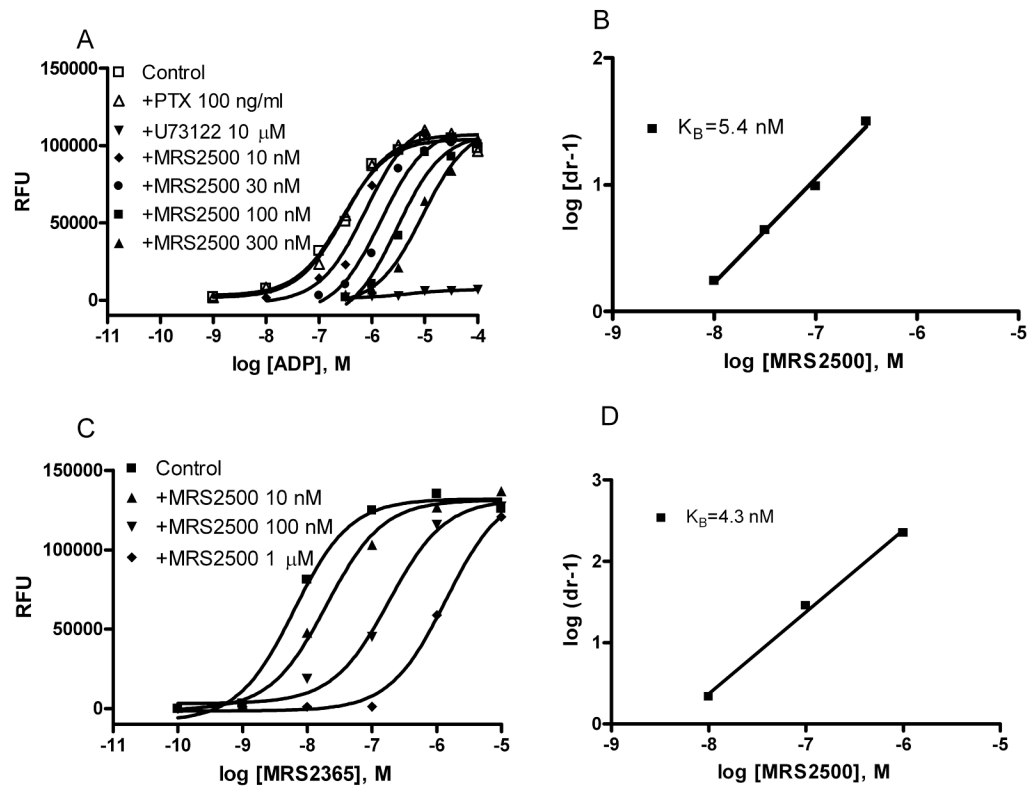 A
150000
100000
50000
0
RFU
Control
+PTX 100 ng/ml
+U73122 10 μM
+MRS2500 10 nM
+MRS2500 30 nM
+MRS2500 100 nM
+MRS2500 300 nM
-11 -10 -9 -8 -7 -6 -5 -4
log [ADP], M
B
2
1
0
log [dr-1]
K_B=5.4 nM
-9 -8 -7 -6 -5
log [MRS2500], M
C
150000
100000
50000
0
RFU
Control
+MRS2500 10 nM
+MRS2500 100 nM
+MRS2500 1 μM
-11 -10 -9 -8 -7 -6 -5
log [MRS2365], M
D
3
2
1
0
log (dr-1)
K_B=4.3 nM
-9 -8 -7 -6 -5
log [MRS2500], M